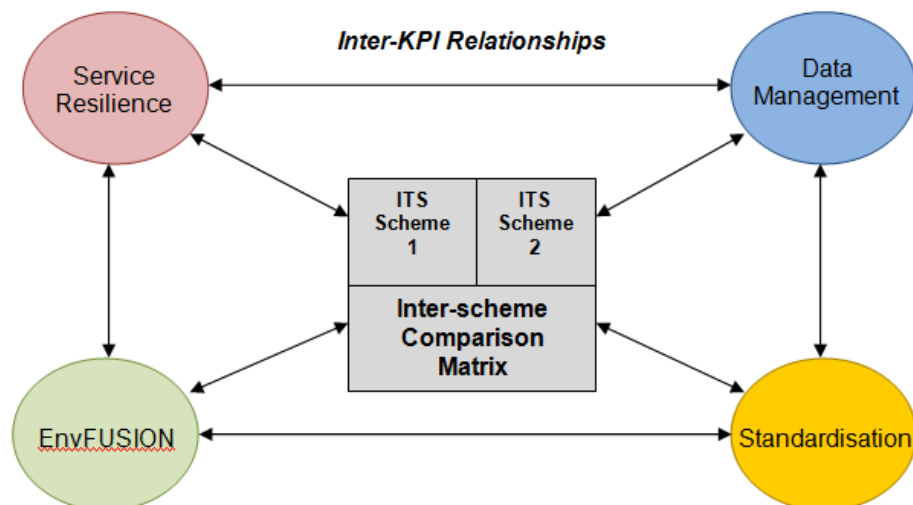 Inter-KPI Relationships
Service
Resilience
Data
Management
ITS
Scheme
1
ITS
Scheme
2
Inter-scheme
Comparison
Matrix
EnvFUSION
Standardisation